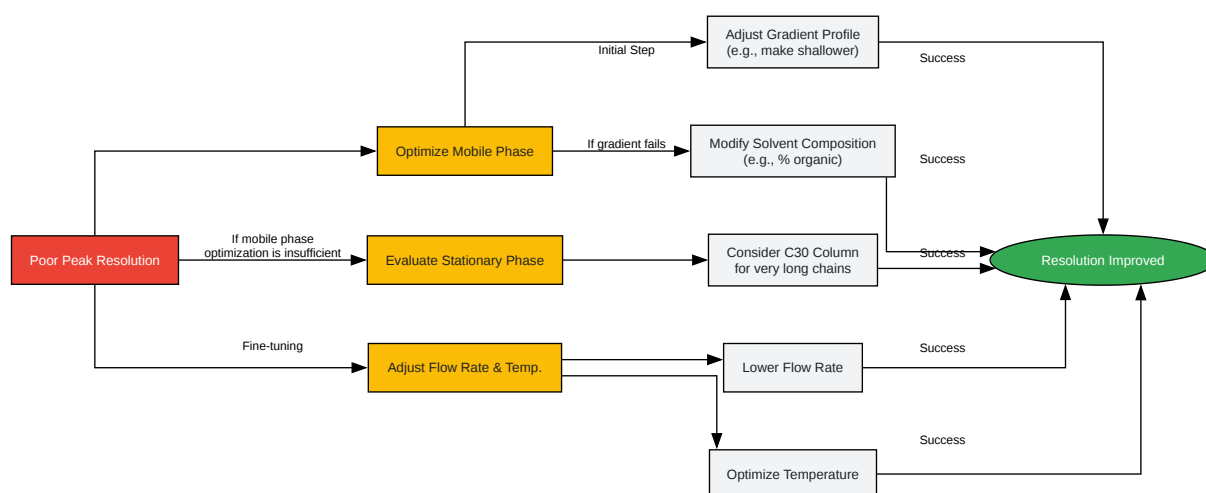 Adjust Gradient Profile
(e.g., make shallower)
Initial Step
Success
Optimize Mobile Phase
If gradient fails
Modify Solvent Composition
(e.g., % organic)
Success
Poor Peak Resolution
If mobile phase
optimization is insufficient
Evaluate Stationary Phase
Consider C30 Column
for very long chains
Success
Resolution Improved
Fine-tuning
Adjust Flow Rate & Temp.
Lower Flow Rate
Success
Optimize Temperature
Success